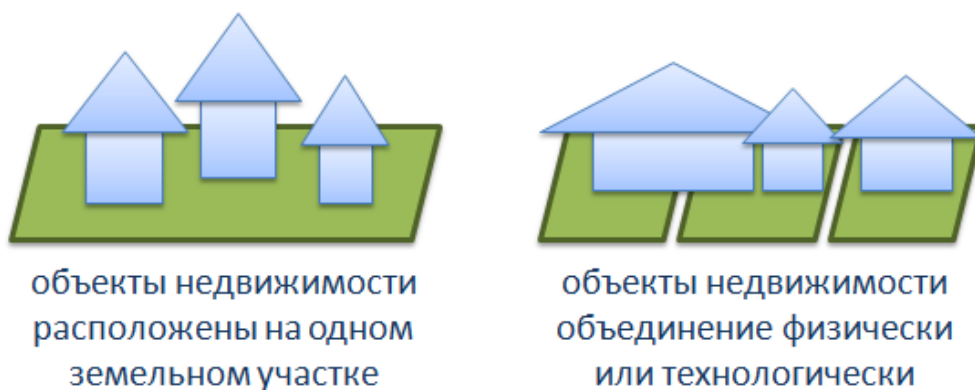 объекты недвижимости
расположены на одном
земельном участке
объекты недвижимости
объединение физически
или технологически